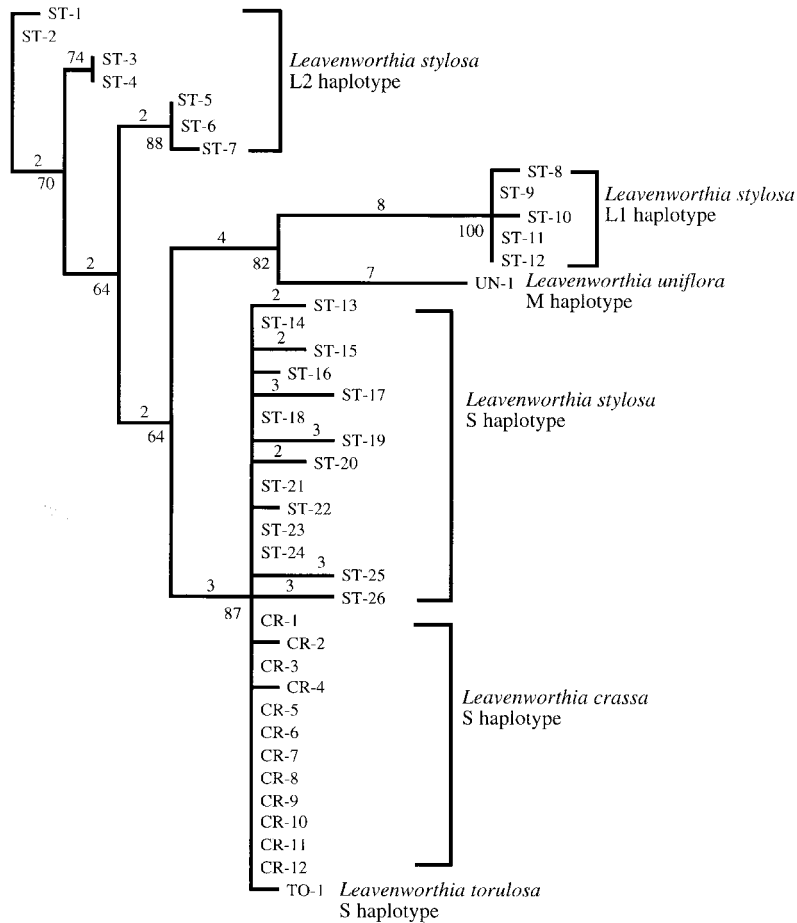 ST-1
ST-2
74 ST-3
ST-4
Leavenworthia stylosa
L2 haplotype
ST-5
2
ST-6
88
ST-7
2
70
ST-8
ST-9
8
ST-10
100
ST-11
ST-12
Leavenworthia stylosa
L1 haplotype
4
82
7
UN-1 Leavenworthia uniflora
M haplotype
2
64
2
ST-13
ST-14
2
ST-15
ST-16
3
ST-17
ST-18
3
ST-19
2
ST-20
ST-21
ST-22
ST-23
ST-24
3
ST-25
3
ST-26
Leavenworthia stylosa
S haplotype
2
64
3
87
CR-1
CR-2
CR-3
CR-4
CR-5
CR-6
CR-7
CR-8
CR-9
CR-10
CR-11
CR-12
Leavenworthia crassa
S haplotype
TO-1 Leavenworthia torulosa
S haplotype